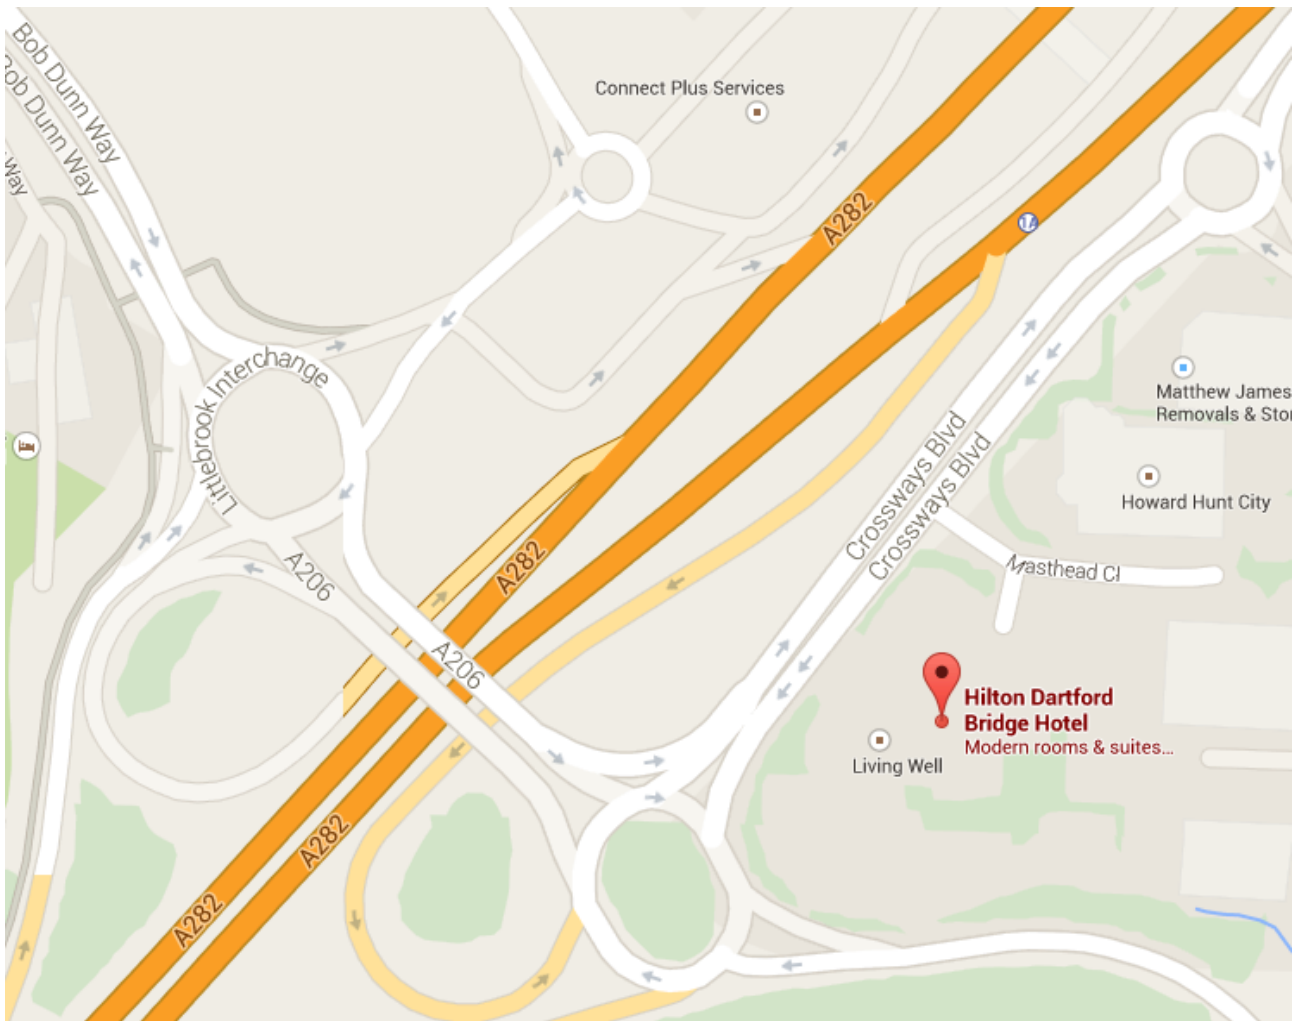 Bob Dunn Way
Bob Dunn Way
Way
Connect Plus Services
A282
1A
Littlebrook Interchange
Matthew James
Removals & Sto
Crossways Blvd
Crossways Blvd
Howard Hunt City
A206
A282
Masthead Cl
A206
Hilton Dartford
Bridge Hotel
Modern rooms & suites...
Living Well
A282
A282